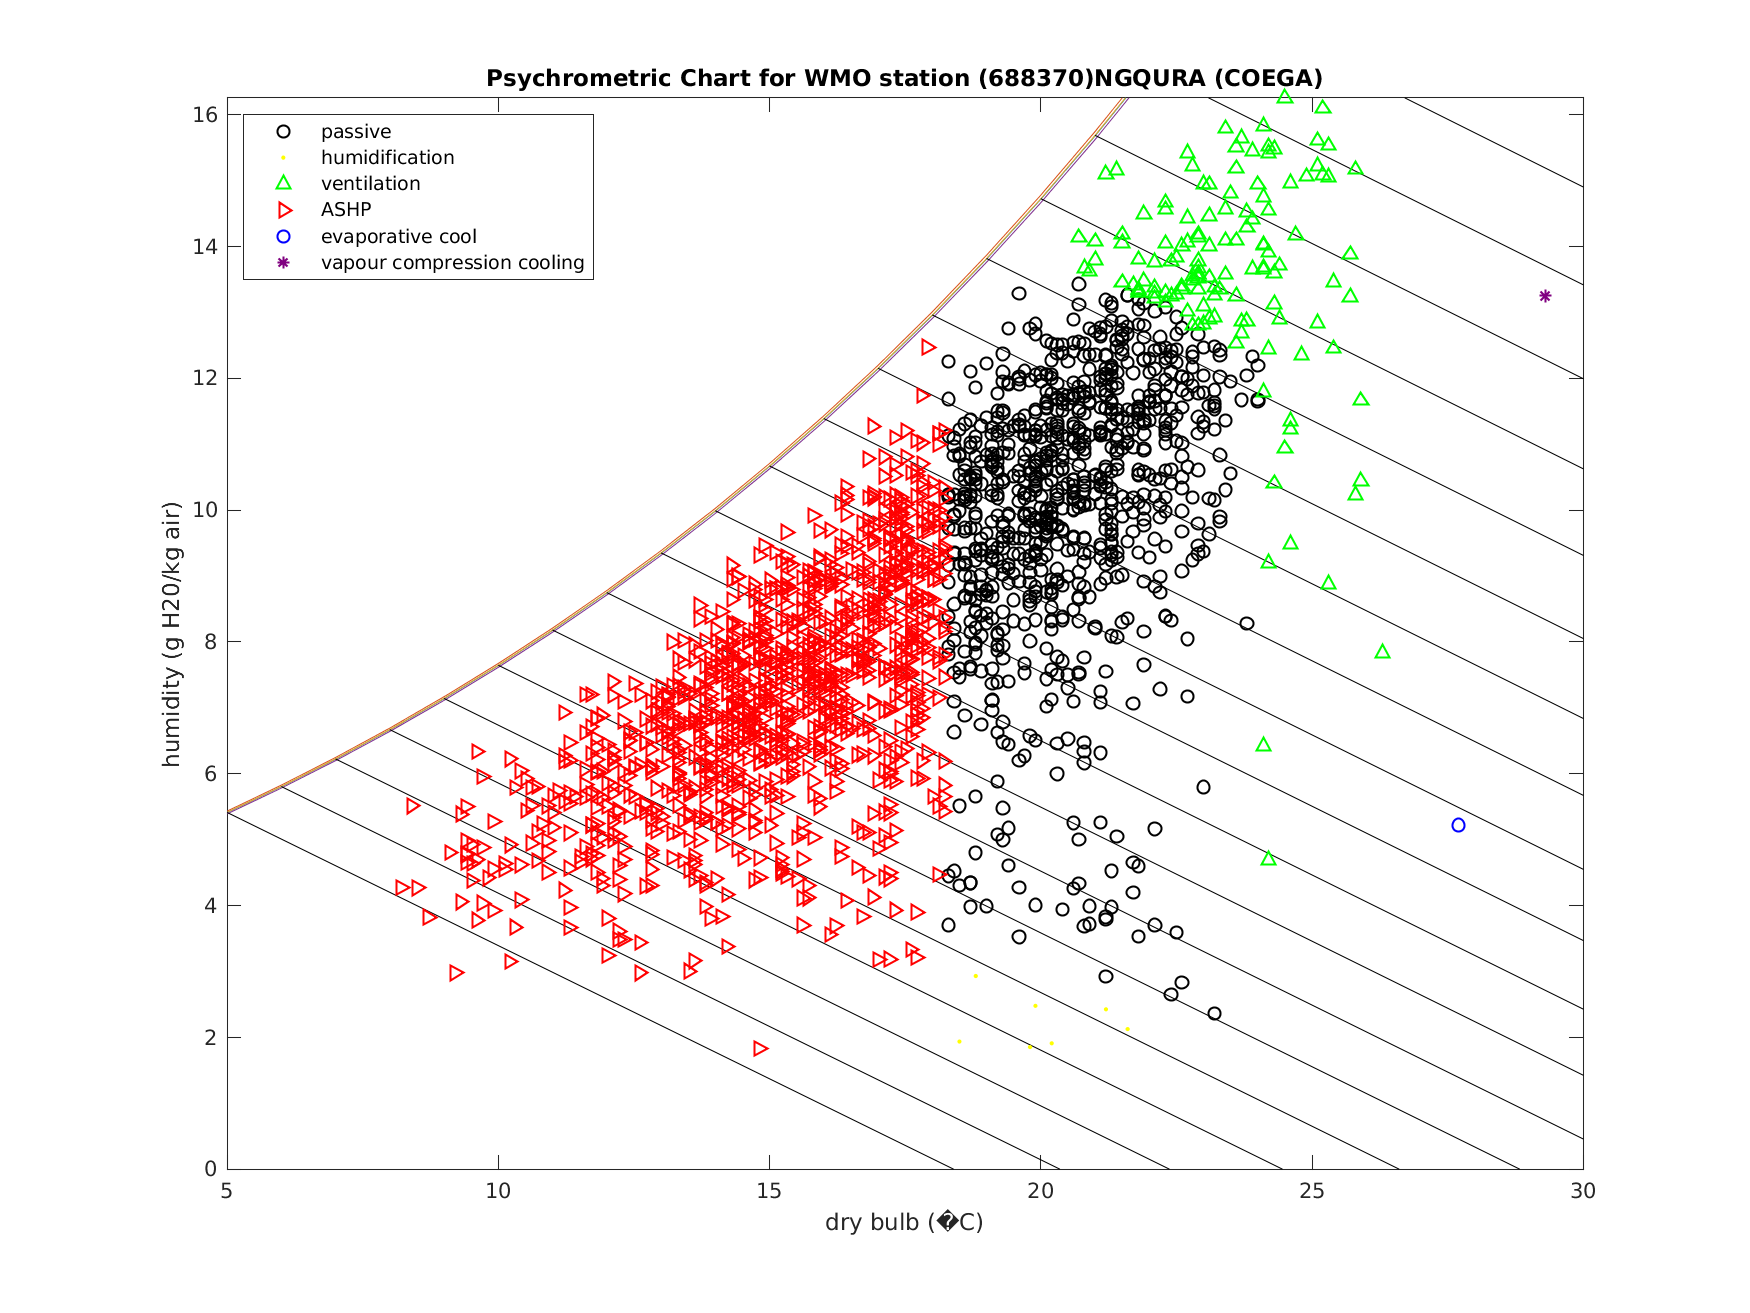 Psychrometric Chart for WMO station (688370)NGQURA (COEGA)
passive
humidification
ventilation
ASHP
evaporative cool
vapour compression cooling
humidity (g H20/kg air)
16
14
12
10
8
6
4
2
0
5 10 15 20 25 30
dry bulb (�C)